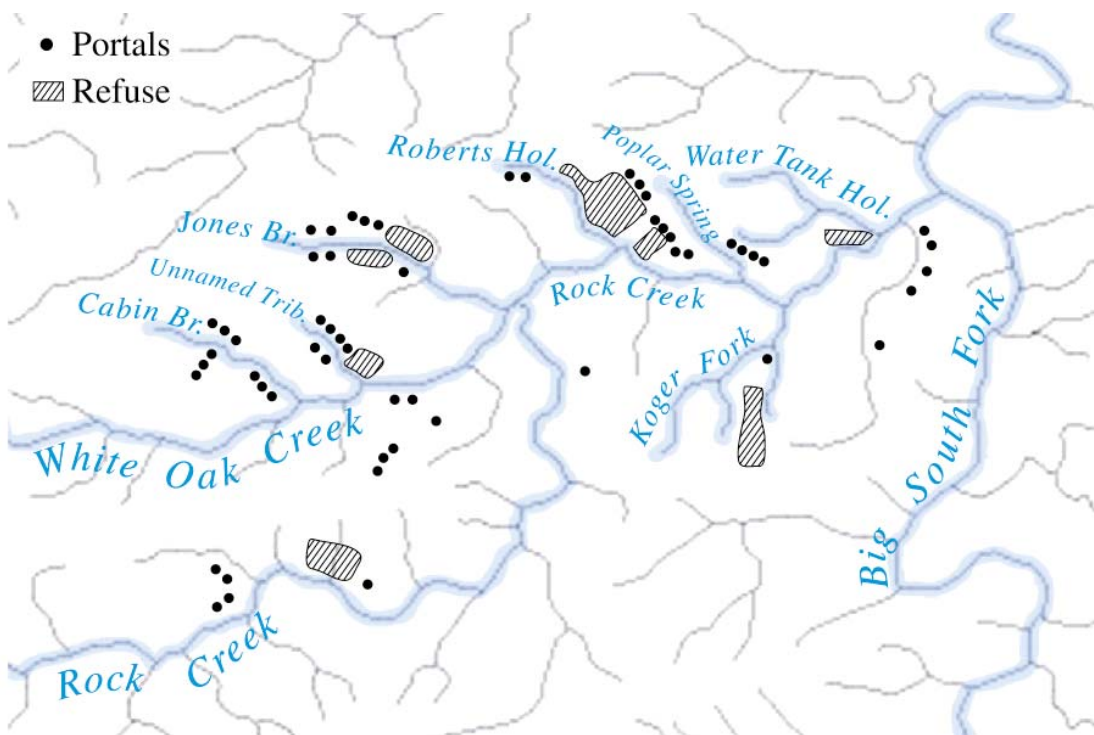 Portals
Refuse
Roberts Hol.
Poplar Spring
Water Tank Hol.
Jones Br.
Unnamed Trib.
Cabin Br.
Rock Creek
Koger Fork
White Oak Creek
Big South Fork
Rock Creek